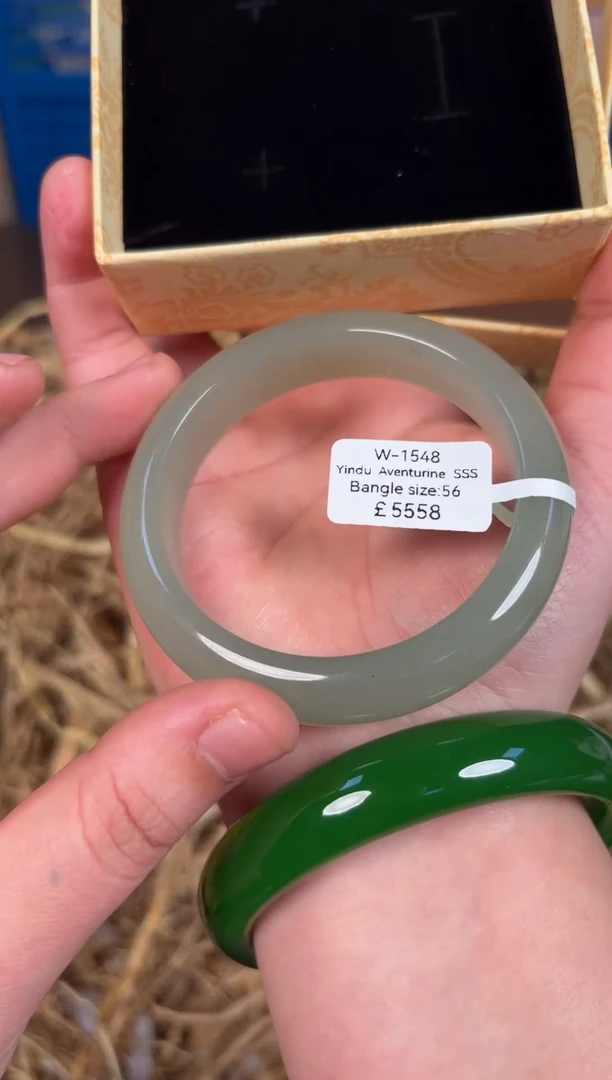 W-1548
Yindu Aventurine SSS
Bangle size:56
£5558